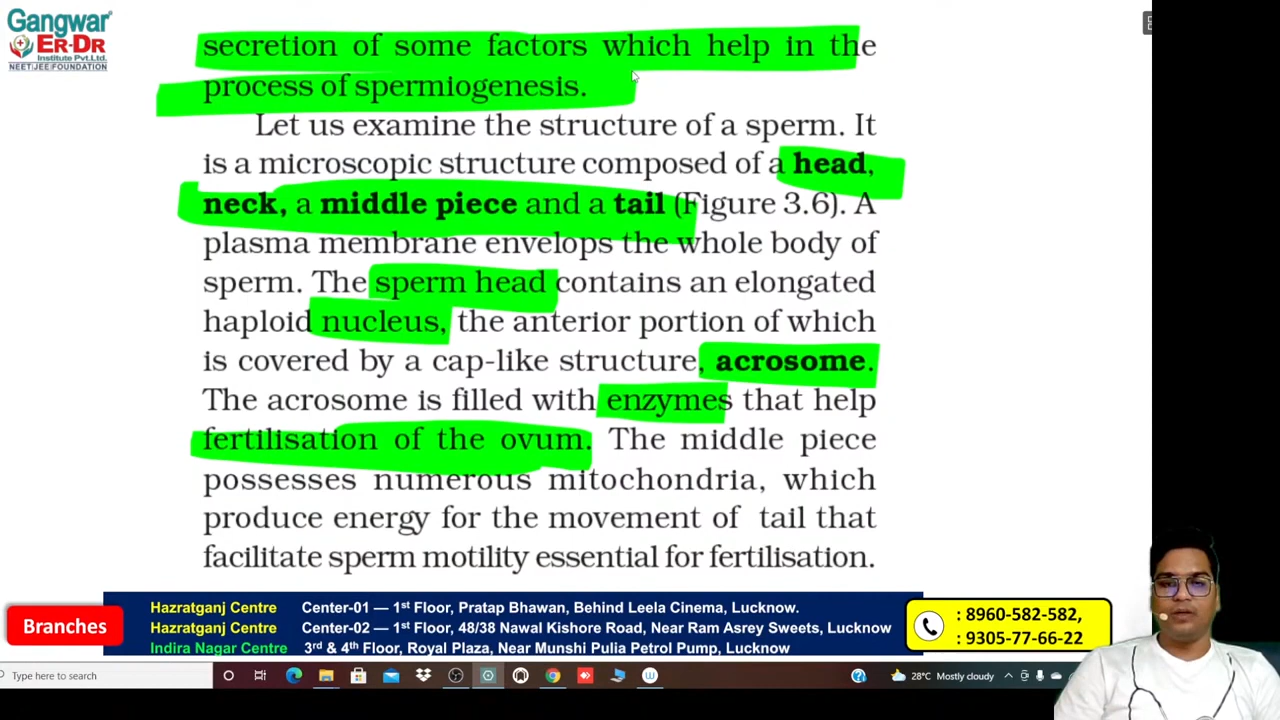 Gangwar
Er-Dr
Institute Pvt.Ltd.
NEET|JEE|FOUNDATION
secretion of some factors which help in the
process of spermiogenesis.
Let us examine the structure of a sperm. It
is a microscopic structure composed of a head,
neck, a middle piece and a tail (Figure 3.6). A
plasma membrane envelops the whole body of
sperm. The sperm head contains an elongated
haploid nucleus, the anterior portion of which
is covered by a cap-like structure, acrosome.
The acrosome is filled with enzymes that help
fertilisation of the ovum. The middle piece
possesses numerous mitochondria, which
produce energy for the movement of tail that
facilitate sperm motility essential for fertilisation.
Branches
Hazratganj Centre Center-01 — 1st Floor, Pratap Bhawan, Behind Leela Cinema, Lucknow.
Hazratganj Centre Center-02 — 1st Floor, 48/38 Nawal Kishore Road, Near Ram Asrey Sweets, Lucknow
Indira Nagar Centre 3rd & 4th Floor, Royal Plaza, Near Munshi Pulia Petrol Pump, Lucknow
: 8960-582-582,
: 9305-77-66-22
Type here to search
28°C Mostly cloudy